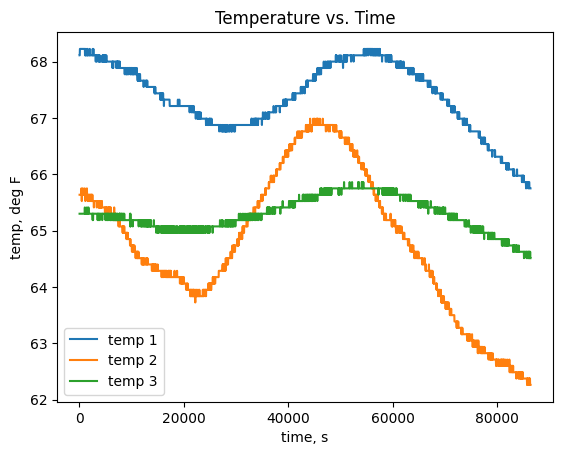 Temperature vs. Time
temp, deg F
68
67
66
65
64
63
62
temp 1
temp 2
temp 3
0
20000
40000
60000
80000
time, s